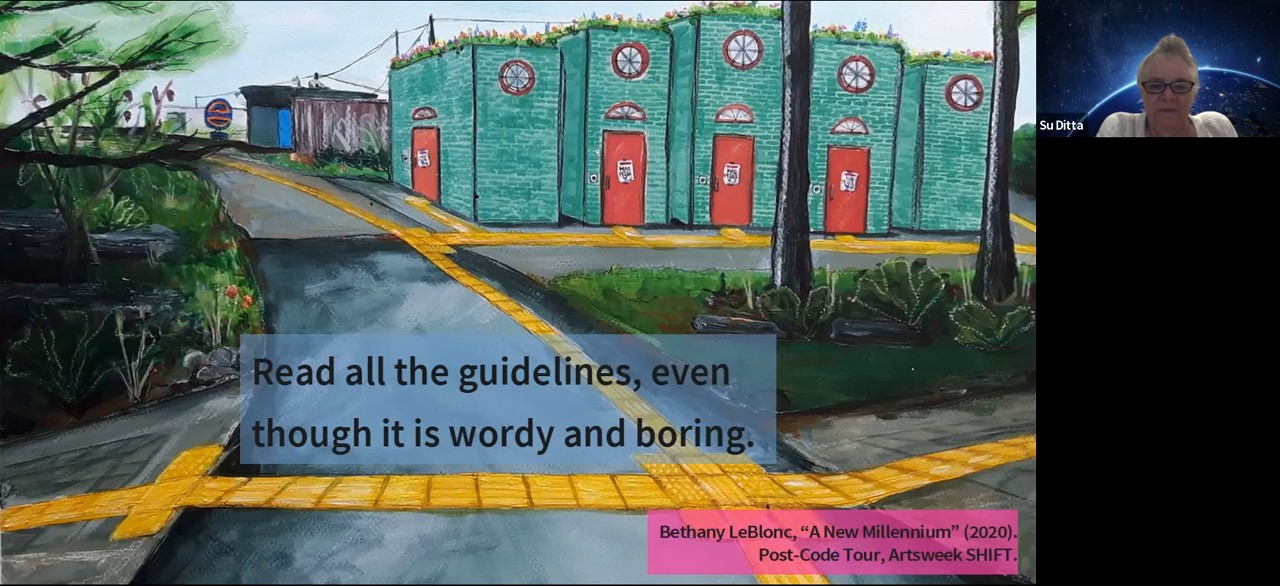 Su Ditta
Read all the guidelines, even
though it is wordy and boring.
Bethany LeBlonc, “A New Millennium” (2020).
Post-Code Tour, Artsweek SHIFT.